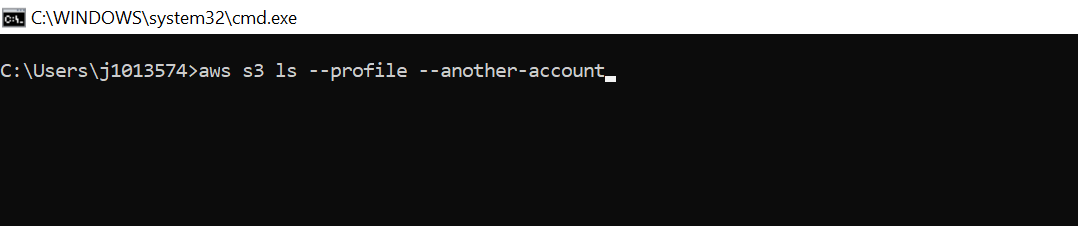 C:\WINDOWS\system32\cmd.exe
C:\Users\j1013574>aws s3 ls --profile --another-account